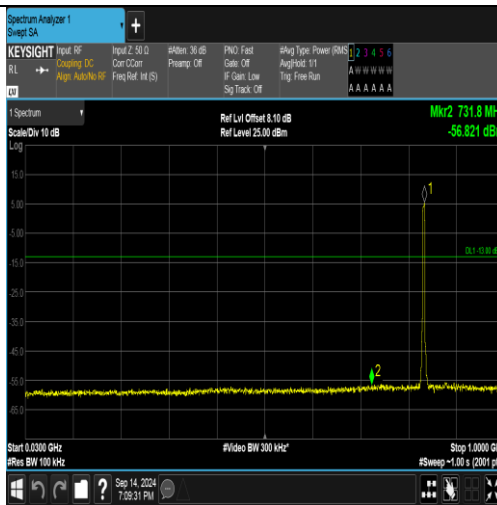 Spectrum Analyzer 1
Swept SA
+
KEYSIGHT Input: RF Input Z: 50 Ω #Atten: 36 dB PNO: Fast #Avg Type: Power (RMS 1 2 3 4 5 6
RL Coupling: DC Corr CCorr Preamp: Off Gate: Off Avg|Hold: 1/1 A W W W W W
Align: Auto/No RF Freq Ref: Int (S) IF Gain: Low Trig: Free Run
LXI Sig Track: Off A A A A A A
1 Spectrum Ref Lvl Offset 8.10 dB Mkr2 731.8 MH
Scale/Div 10 dB Ref Level 25.00 dBm -56.821 dB
Log
15.0
1
5.00
-5.00
DL1 -13.00 dB
-15.0
-25.0
-35.0
-45.0
2
-55.0
-65.0
Start 0.0300 GHz #Video BW 300 kHz* Stop 1.0000 G
#Res BW 100 kHz #Sweep ~1.00 s (2001 pt
? Sep 14, 2024
7:09:31 PM